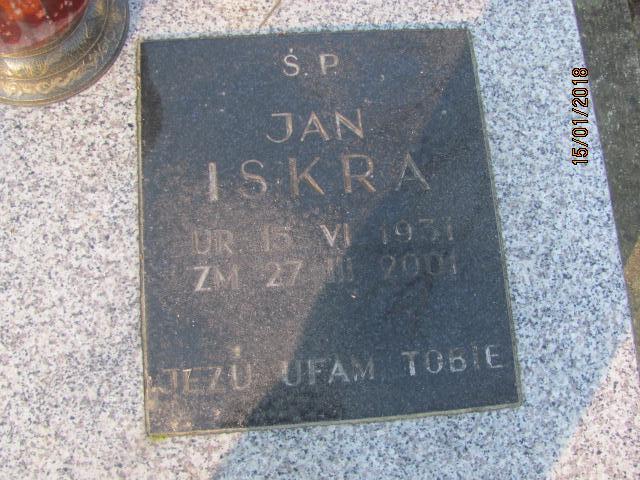 Ś.P.
JAN
ISKRA
UR 15 VI 1931
ZM 27 III 2001
JEZU UFAM TOBIE
15/01/2018